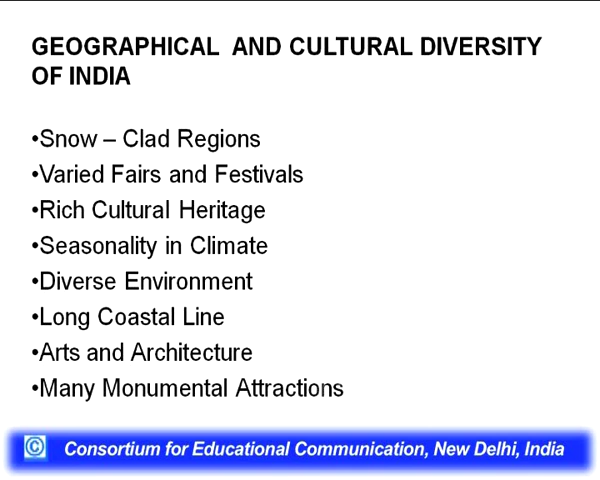 GEOGRAPHICAL AND CULTURAL DIVERSITY
OF INDIA
•Snow – Clad Regions
•Varied Fairs and Festivals
•Rich Cultural Heritage
•Seasonality in Climate
•Diverse Environment
•Long Coastal Line
•Arts and Architecture
•Many Monumental Attractions
© Consortium for Educational Communication, New Delhi, India